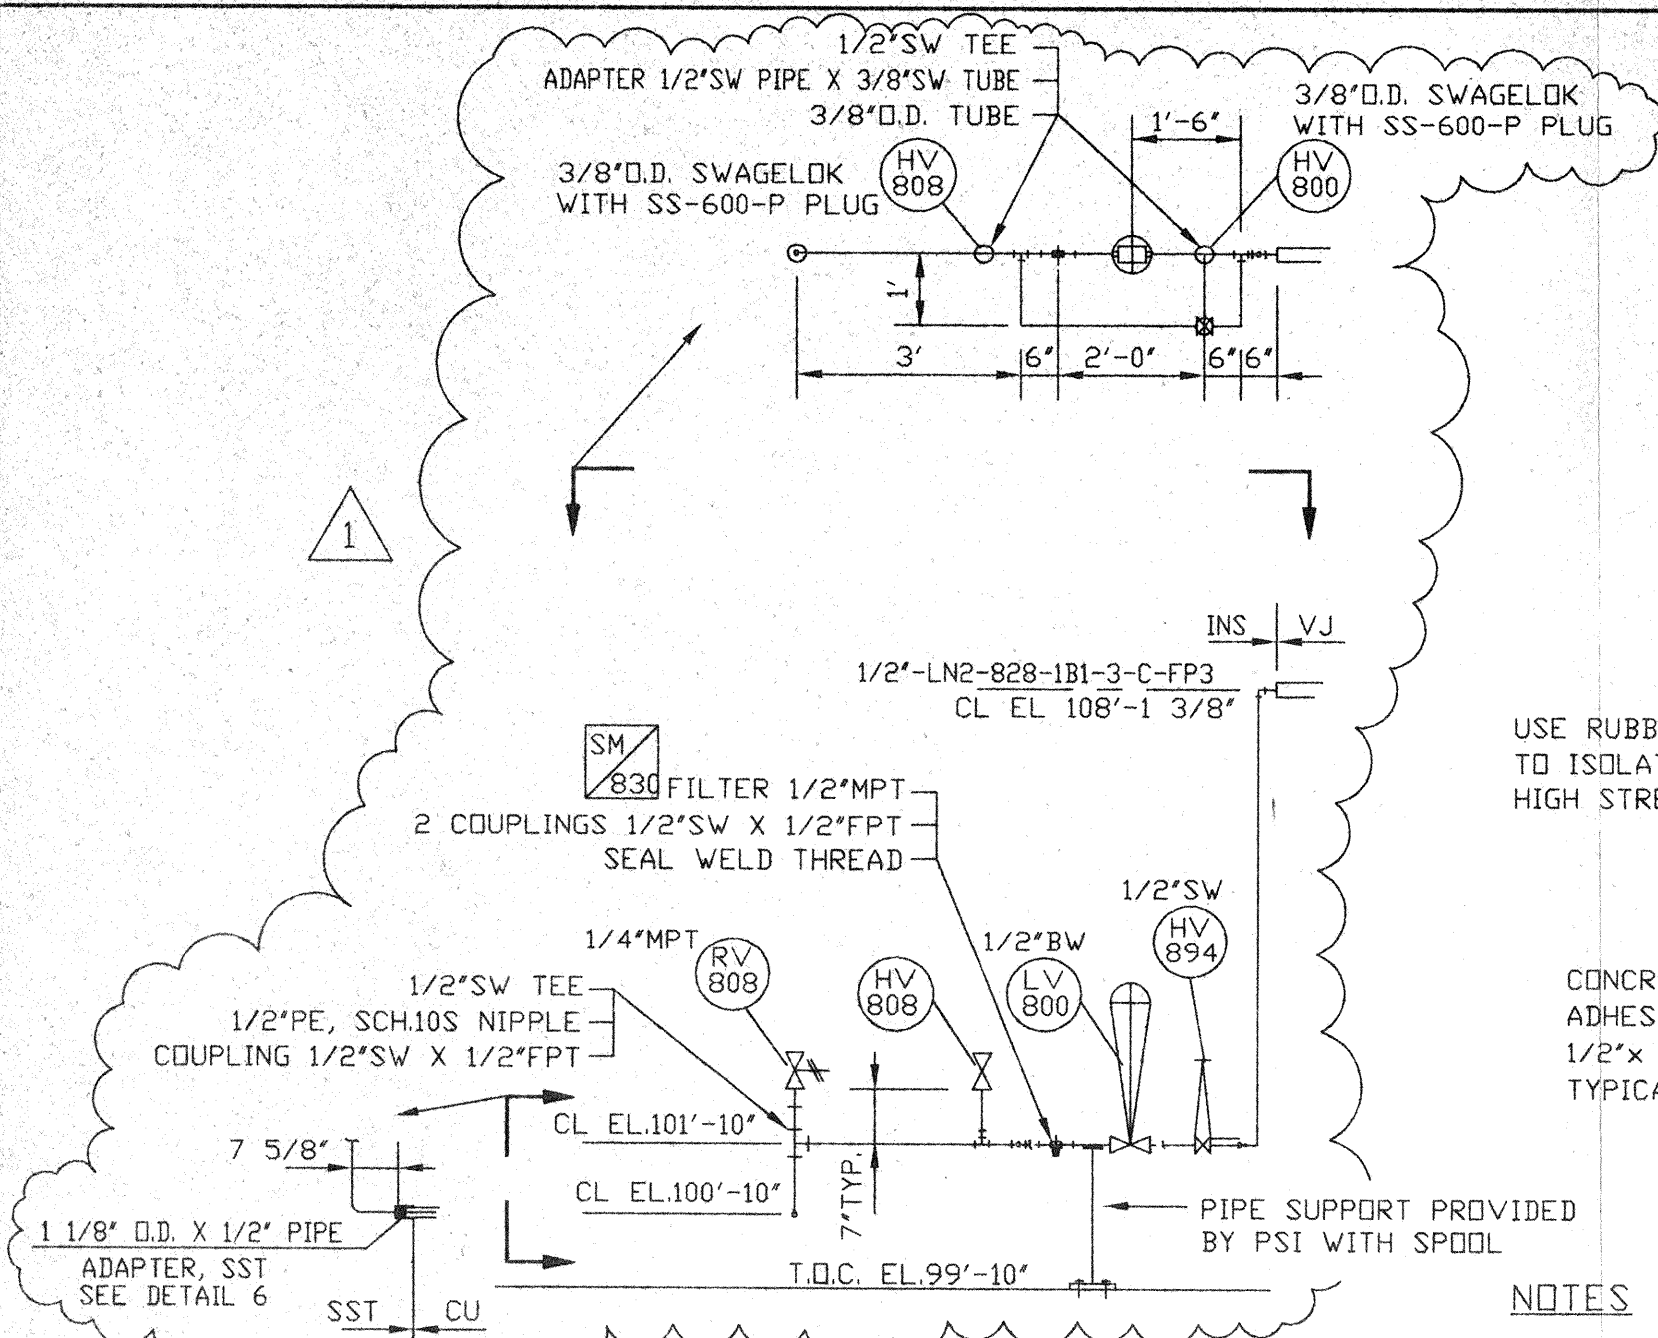 1/2"SW TEE
ADAPTER 1/2"SW PIPE X 3/8"SW TUBE
3/8"O.D. TUBE
3/8"O.D. SWAGELOK
WITH SS-600-P PLUG
1'-6"
HV
800
3/8"O.D. SWAGELOK
WITH SS-600-P PLUG
HV
808
1'
3'
6"
2'-0"
6"
6"
1
INS
VJ
1/2"-LN2-828-1B1-3-C-FP3
CL EL 108'-1 3/8"
USE RUBB
TO ISOLAT
HIGH STRE
SM
830
FILTER 1/2"MPT
2 COUPLINGS 1/2"SW X 1/2"FPT
SEAL WELD THREAD
1/2"SW
HV
894
1/2"BW
LV
800
1/4"MPT
RV
808
HV
808
1/2"SW TEE
1/2"PE, SCH.10S NIPPLE
COUPLING 1/2"SW X 1/2"FPT
CONCR
ADHES
1/2"x
TYPICA
CL EL.101'-10"
7 5/8"
CL EL.100'-10"
7"TYP.
PIPE SUPPORT PROVIDED
BY PSI WITH SPOOL
1 1/8" O.D. X 1/2" PIPE
ADAPTER, SST
SEE DETAIL 6
T.O.C. EL.99'-10"
SST
CU
NOTES